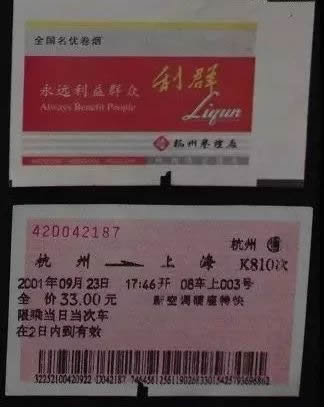 全国名优卷烟
永远利益群众
Always Benefit People
利群
Liqun
杭州卷烟厂
420042187
杭州 售
杭州 → 上海 K810次
2001年09月23日 17:46开 08车上003号
全价33.00元 新空调硬座特快
限乘当日当次车
在2日内到有效